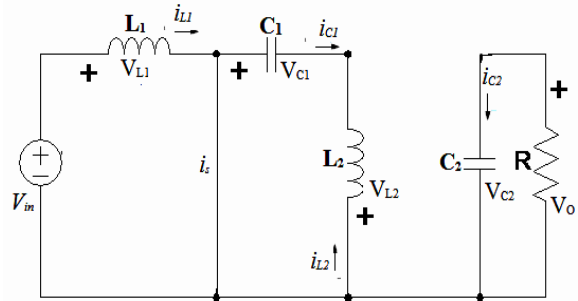 L1 iL1 C1 iC1
+ VL1 + VC1 iC2 +
L2 C2 R
Vin is VL2 VC2 VO
+
iL2